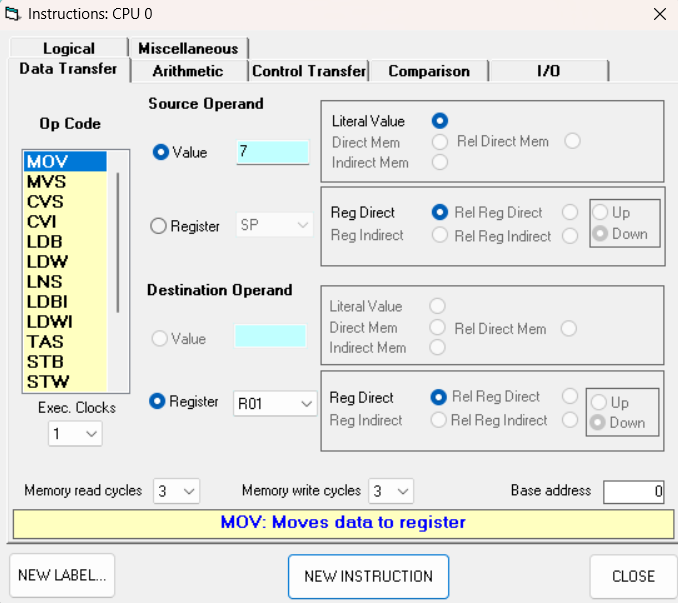 Instructions: CPU 0
Logical Miscellaneous
Data Transfer Arithmetic Control Transfer Comparison I/O
Op Code
MOV
MVS
CVS
CVI
LDB
LDW
LNS
LDBI
LDWI
TAS
STB
STW
Exec. Clocks
1
Source Operand
Value 7
Literal Value
Direct Mem Rel Direct Mem
Indirect Mem
Register SP
Reg Direct Rel Reg Direct Up
Reg Indirect Rel Reg Indirect Down
Destination Operand
Value
Literal Value
Direct Mem Rel Direct Mem
Indirect Mem
Register R01
Reg Direct Rel Reg Direct Up
Reg Indirect Rel Reg Indirect Down
Memory read cycles 3 Memory write cycles 3 Base address 0
MOV: Moves data to register
NEW LABEL... NEW INSTRUCTION CLOSE